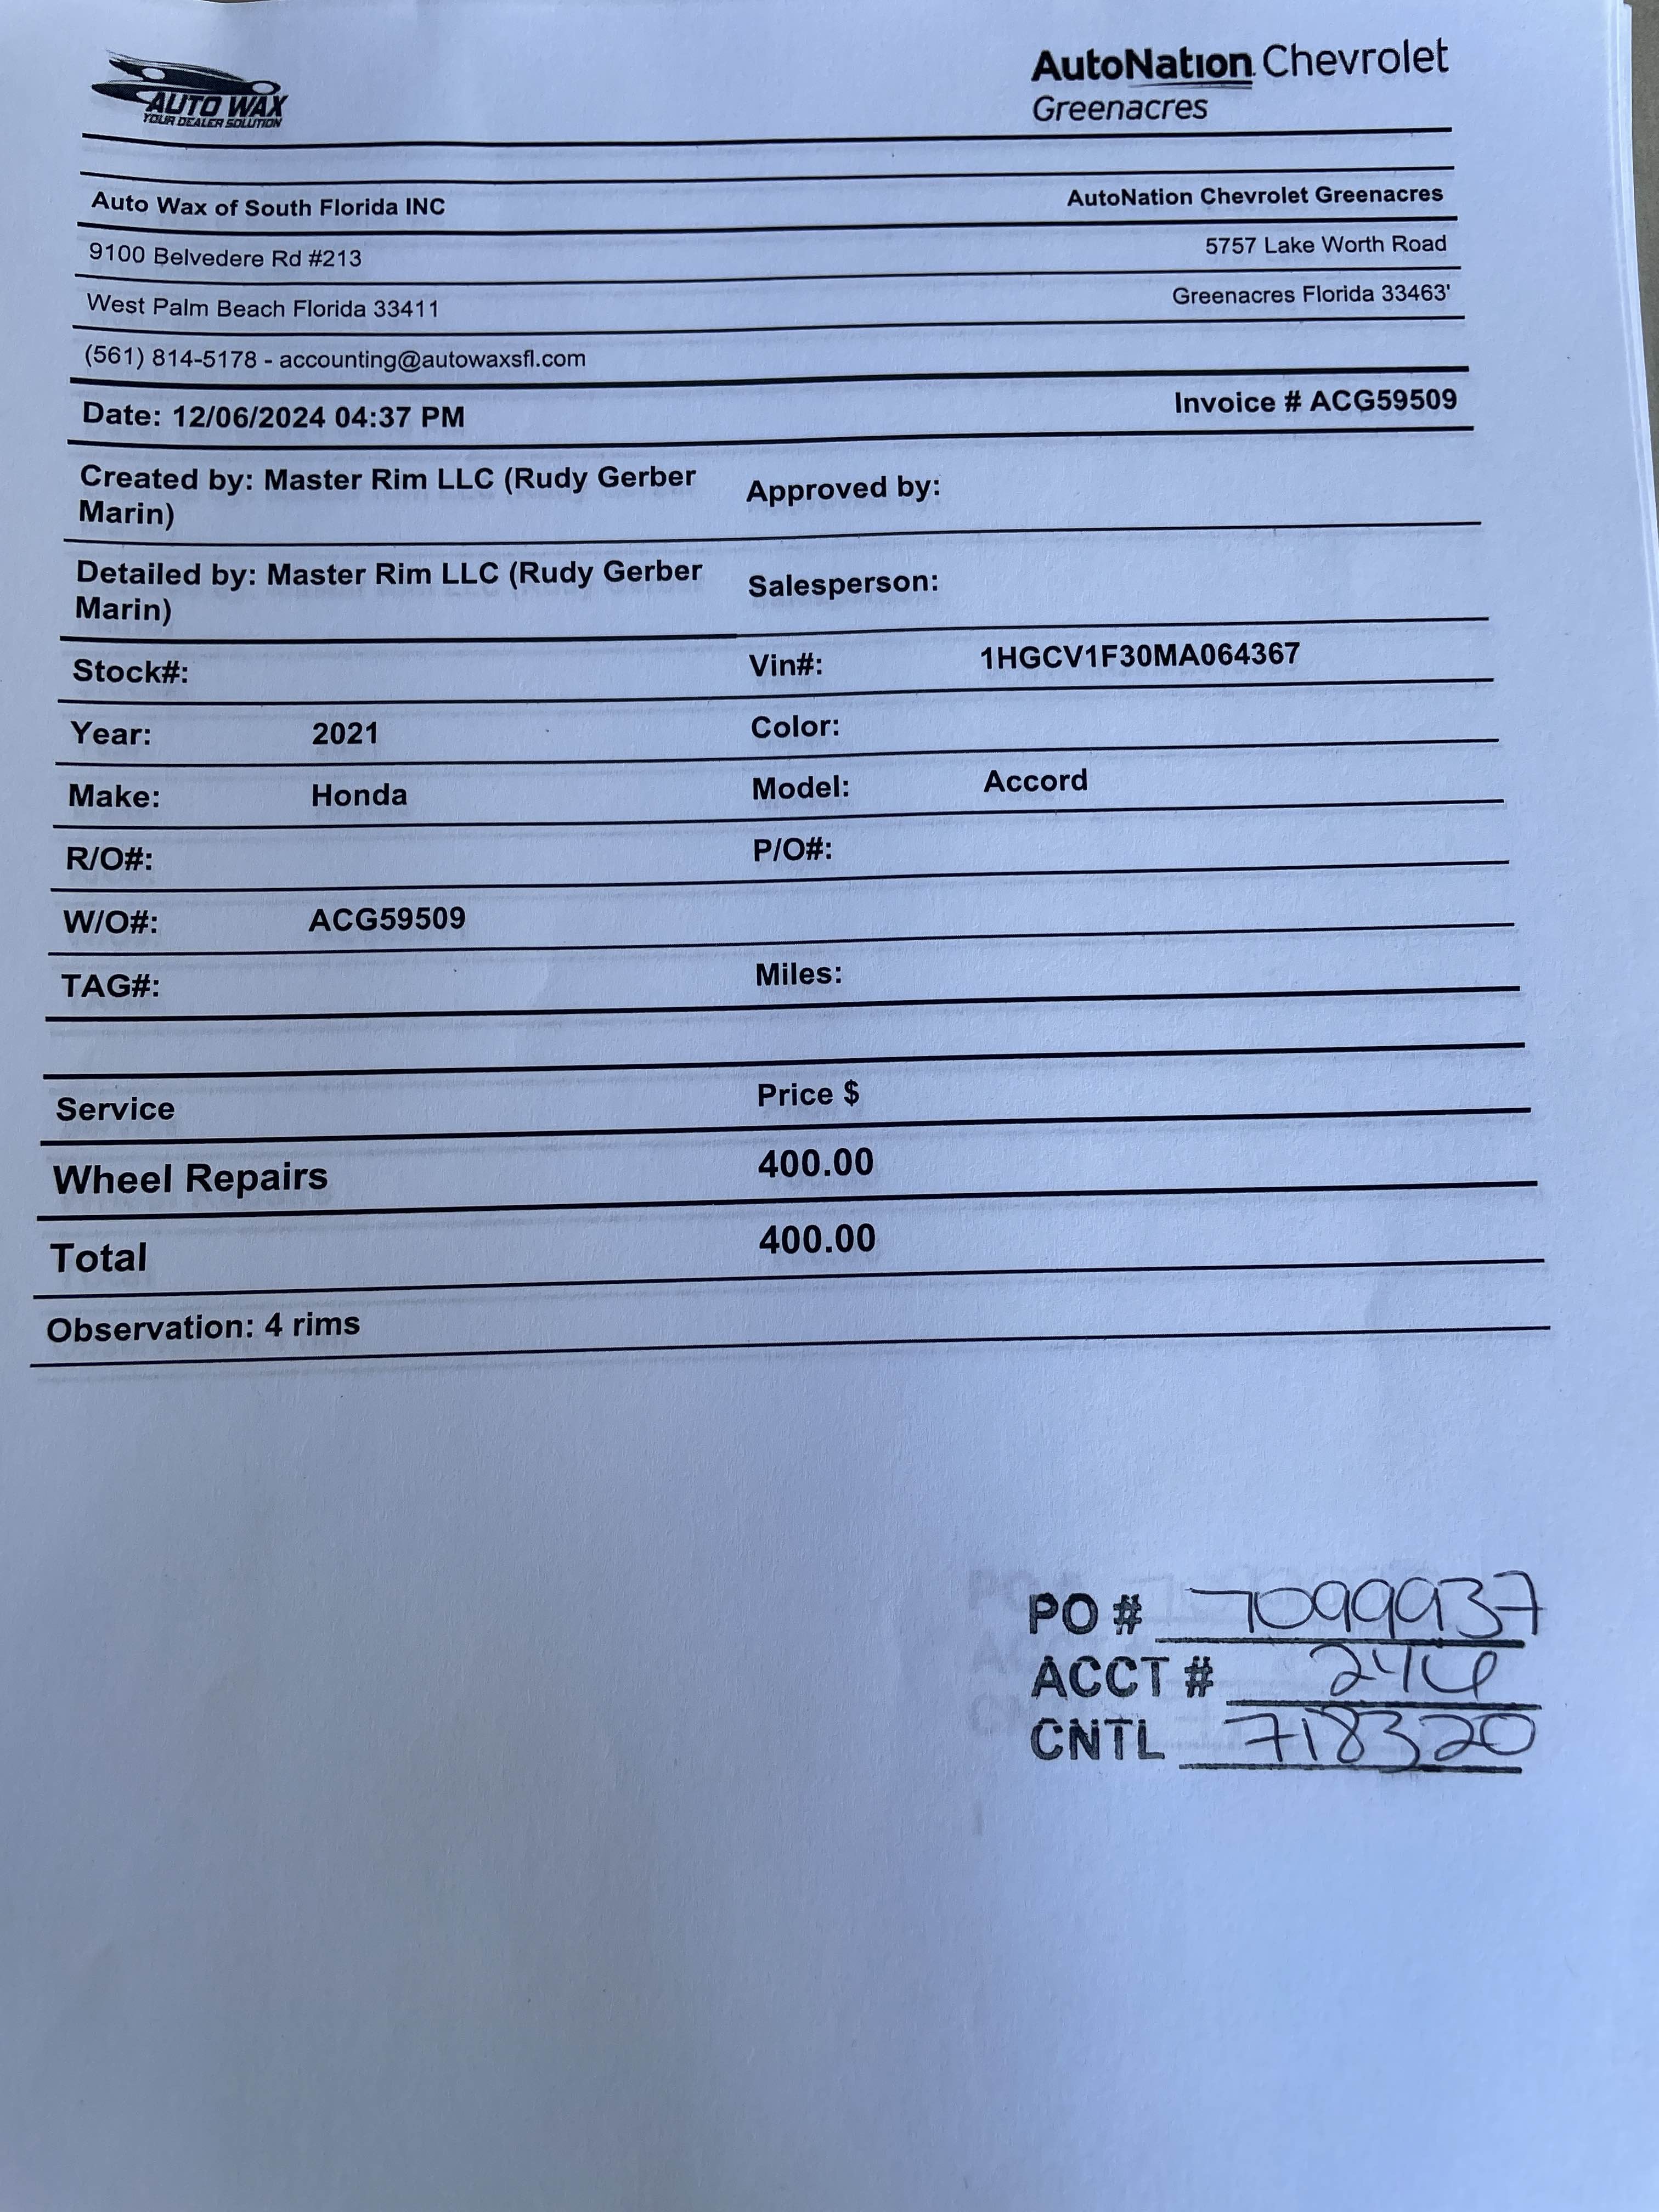 AUTO WAX
YOUR DEALER SOLUTION
AutoNation Chevrolet
Greenacres
Auto Wax of South Florida INC AutoNation Chevrolet Greenacres
9100 Belvedere Rd #213 5757 Lake Worth Road
West Palm Beach Florida 33411 Greenacres Florida 33463'
(561) 814-5178 - accounting@autowaxsfl.com
Date: 12/06/2024 04:37 PM Invoice # ACG59509
Created by: Master Rim LLC (Rudy Gerber Approved by:
Marin)
Detailed by: Master Rim LLC (Rudy Gerber Salesperson:
Marin)
Stock#: Vin#: 1HGCV1F30MA064367
Year: 2021 Color:
Make: Honda Model: Accord
R/O#: P/O#:
W/O#: ACG59509
TAG#: Miles:
Service Price $
Wheel Repairs 400.00
Total 400.00
Observation: 4 rims
PO # 7099937
ACCT # 246
CNTL 718320